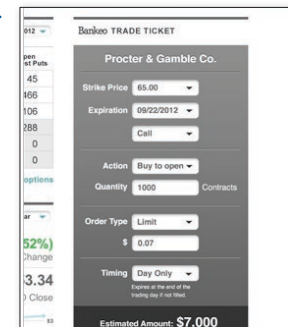 012
Bankeo TRADE TICKET
pen
st Puts
Procter & Gamble Co.
45
Strike Price 65.00
466
Expiration 09/22/2012
106
288
Call
0
0
Action Buy to open
options
Quantity 1000 Contracts
ar
Order Type Limit
52%)
$ 0.07
Change
3.34
Timing Day Only
Close
Expires at the end of the
trading day if not filled.
83
Estimated Amount: $7,000